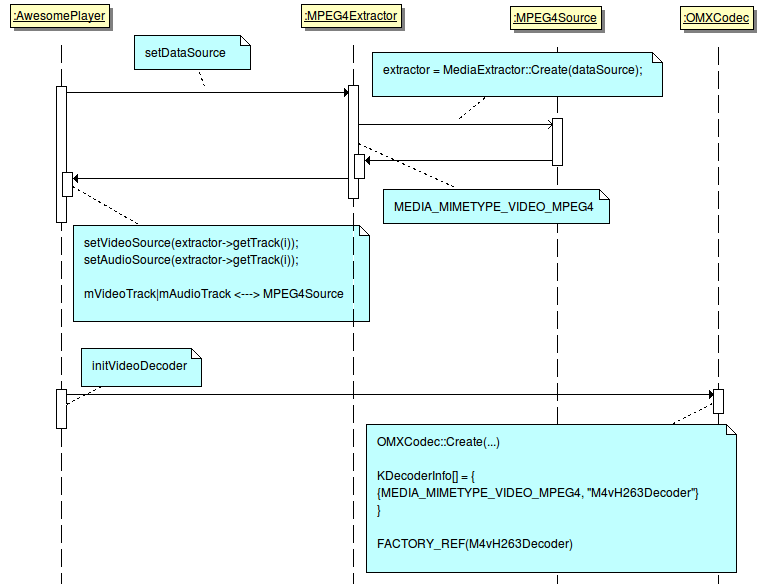 :AwesomePlayer
:MPEG4Extractor
:MPEG4Source
:OMXCodec
setDataSource
extractor = MediaExtractor::Create(dataSource);
MEDIA_MIMETYPE_VIDEO_MPEG4
setVideoSource(extractor->getTrack(i));
setAudioSource(extractor->getTrack(i));
mVideoTrack|mAudioTrack <---> MPEG4Source
initVideoDecoder
OMXCodec::Create(...)
KDecoderInfo[] = {
{MEDIA_MIMETYPE_VIDEO_MPEG4, "M4vH263Decoder"}
}
FACTORY_REF(M4vH263Decoder)